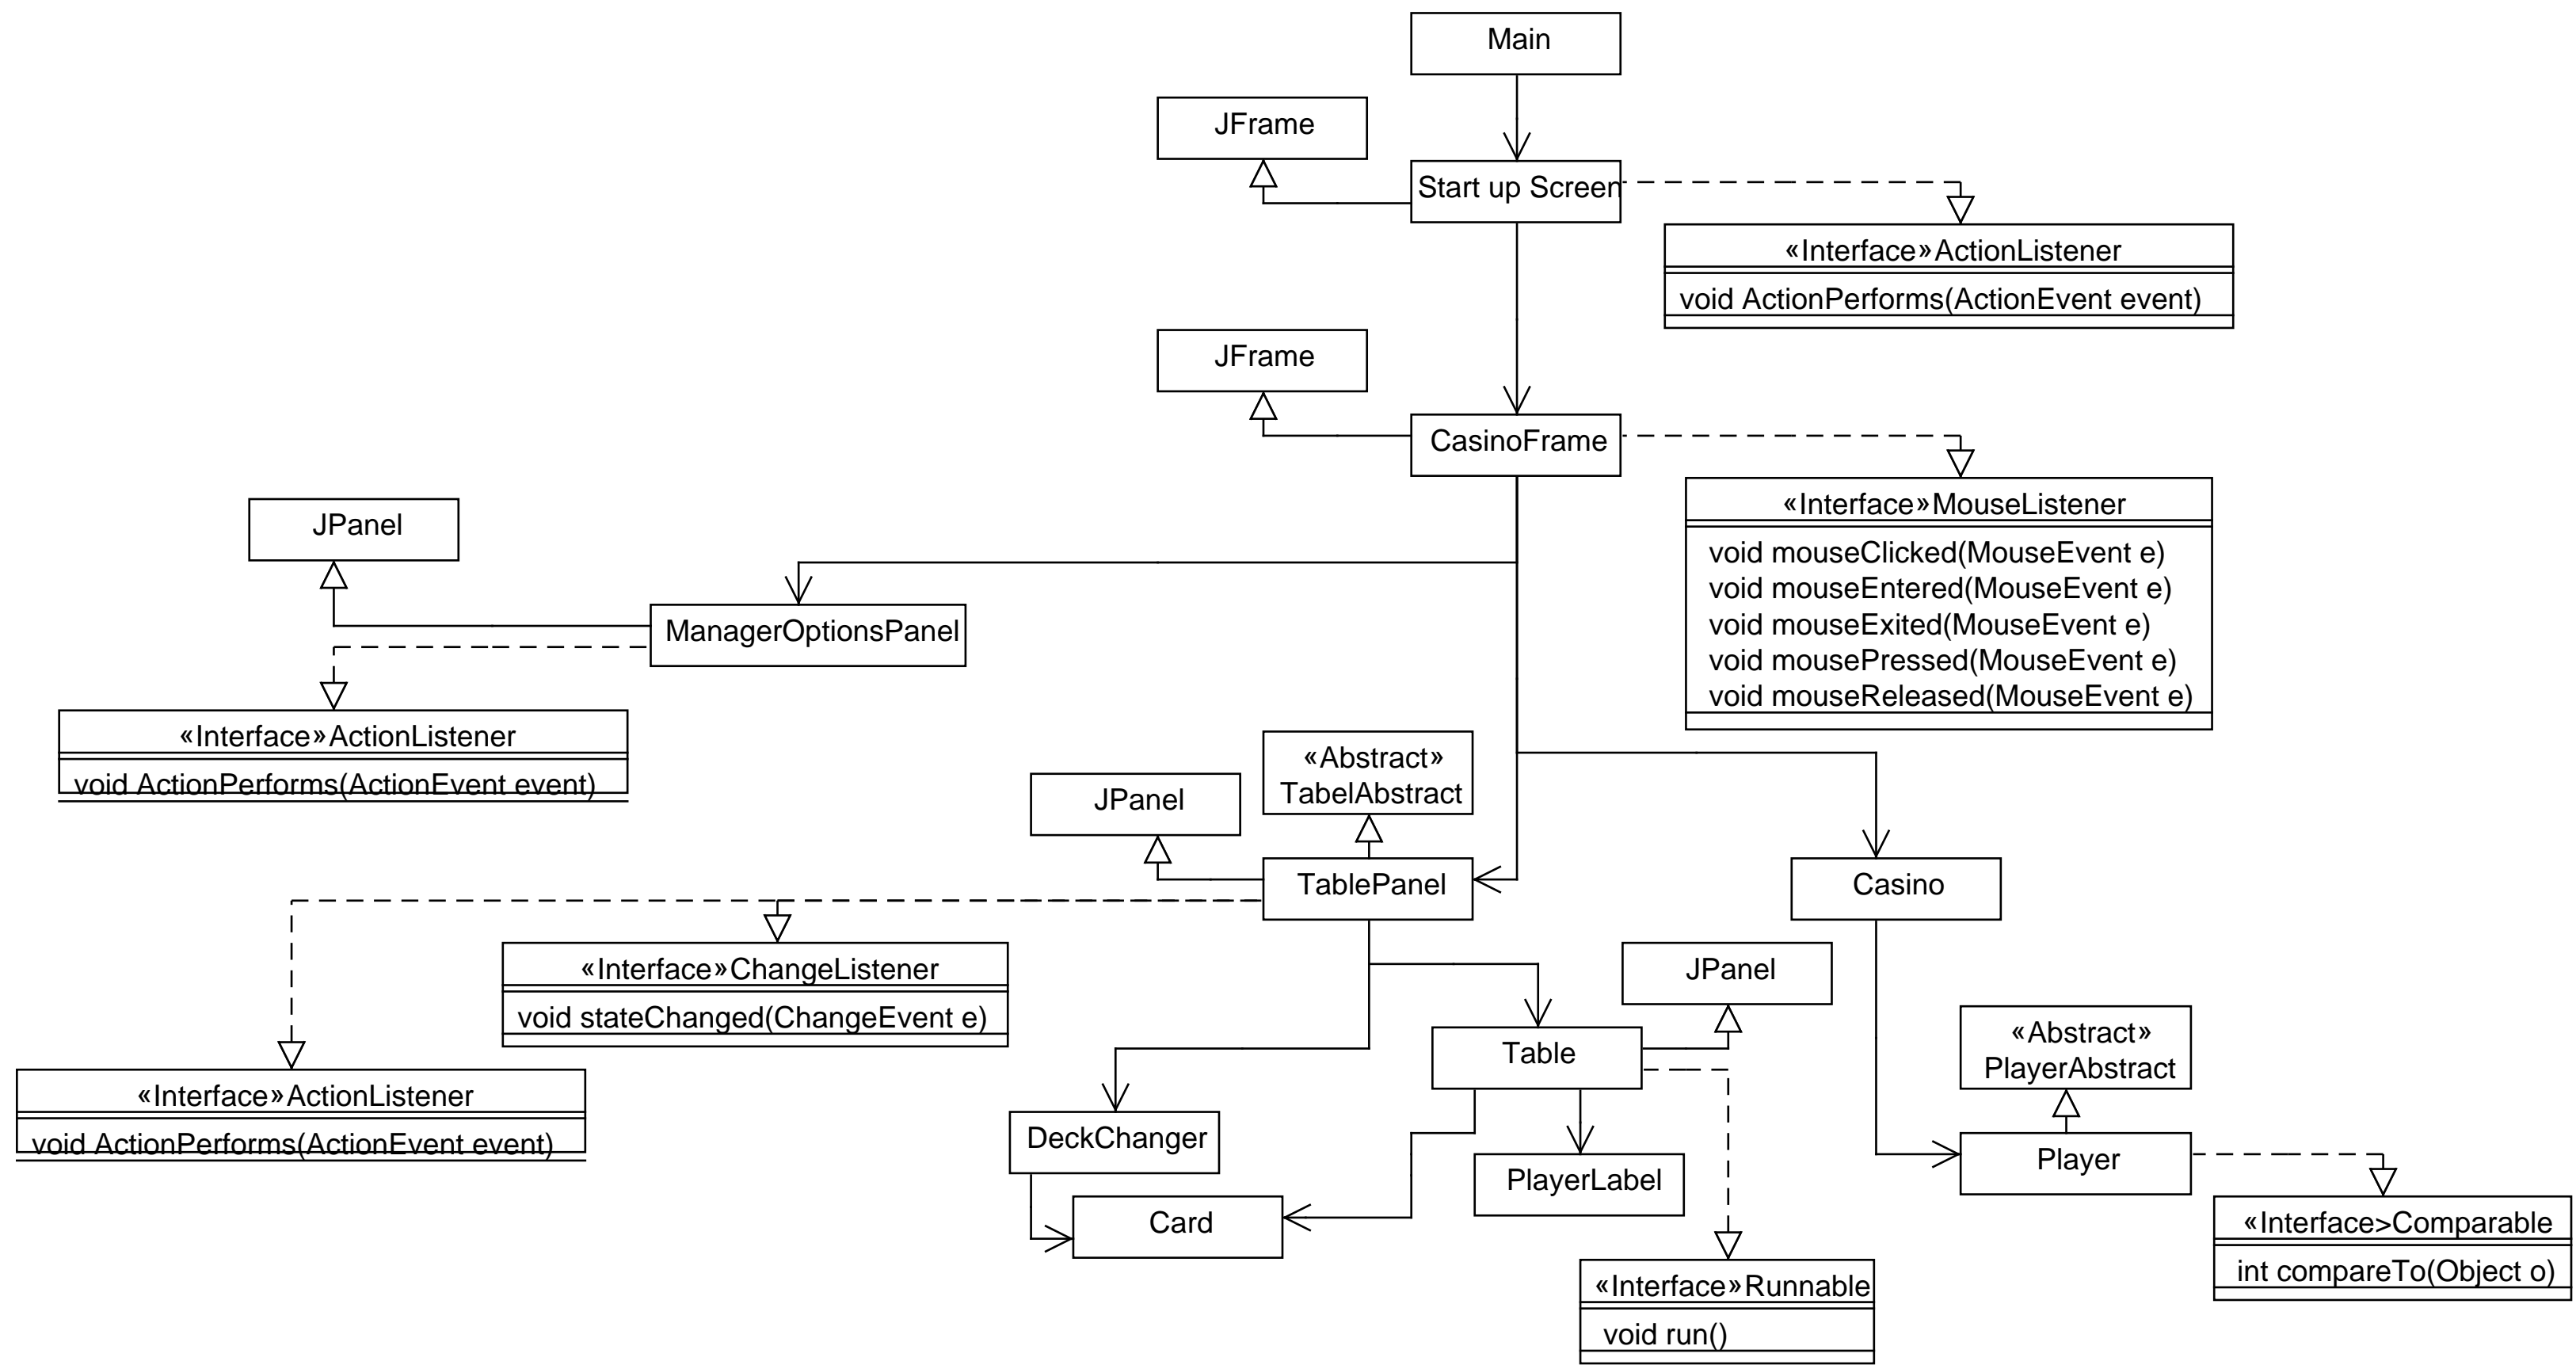 Main
JFrame
Start up Screen
«Interface»ActionListener
void ActionPerforms(ActionEvent event)
JFrame
CasinoFrame
«Interface»MouseListener
void mouseClicked(MouseEvent e)
void mouseEntered(MouseEvent e)
void mouseExited(MouseEvent e)
void mousePressed(MouseEvent e)
void mouseReleased(MouseEvent e)
JPanel
ManagerOptionsPanel
«Interface»ActionListener
void ActionPerforms(ActionEvent event)
JPanel
«Abstract»
TabelAbstract
TablePanel
Casino
«Interface»ChangeListener
void stateChanged(ChangeEvent e)
JPanel
Table
«Abstract»
PlayerAbstract
«Interface»ActionListener
void ActionPerforms(ActionEvent event)
DeckChanger
PlayerLabel
Player
Card
«Interface>Comparable
int compareTo(Object o)
«Interface»Runnable
void run()